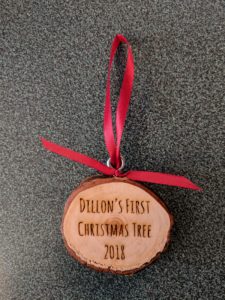 DILLON'S FIRST
CHRISTMAS TREE
2018